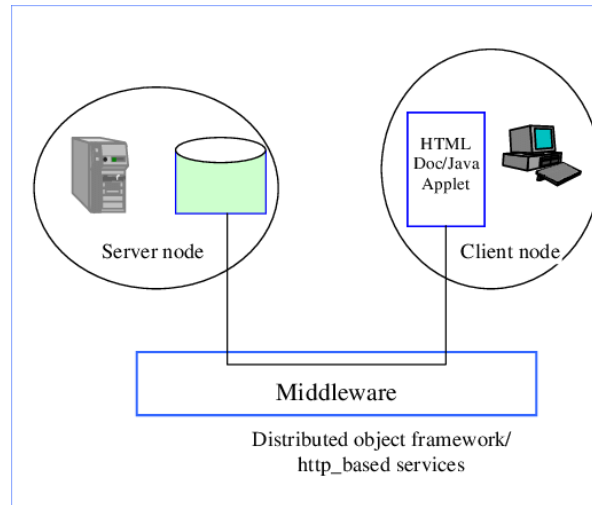 HTML
Doc/Java
Applet
Server node
Client node
Middleware
Distributed object framework/
http_based services